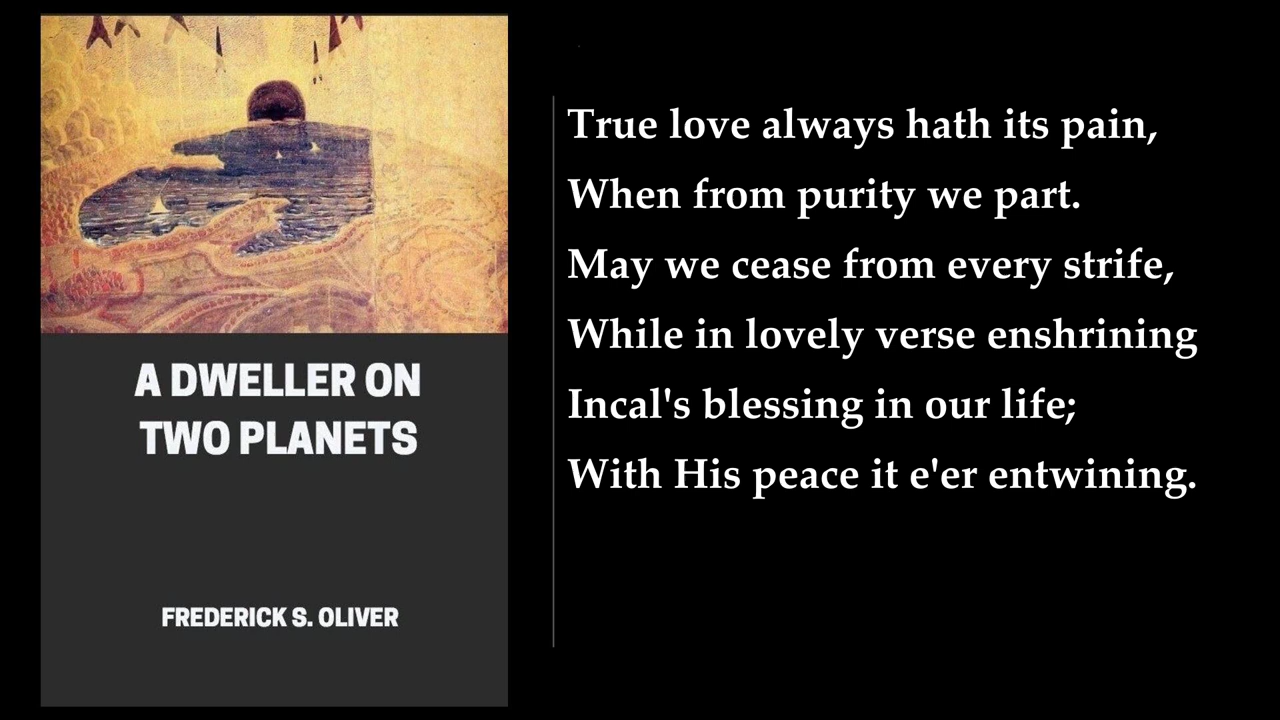 A DWELLER ON
TWO PLANETS
FREDERICK S. OLIVER
True love always hath its pain,
When from purity we part.
May we cease from every strife,
While in lovely verse enshrining
Incal's blessing in our life;
With His peace it e'er entwining.